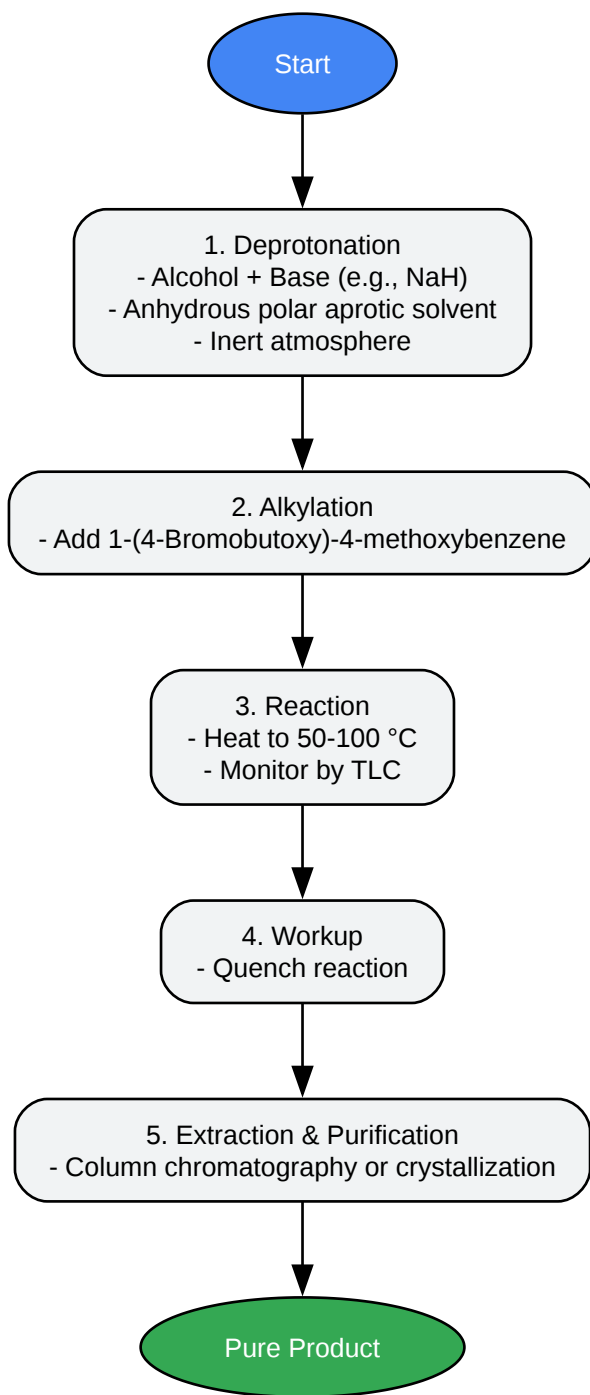 Start
1. Deprotonation
- Alcohol + Base (e.g., NaH)
- Anhydrous polar aprotic solvent
- Inert atmosphere
2. Alkylation
- Add 1-(4-Bromobutoxy)-4-methoxybenzene
3. Reaction
- Heat to 50-100 °C
- Monitor by TLC
4. Workup
- Quench reaction
5. Extraction & Purification
- Column chromatography or crystallization
Pure Product